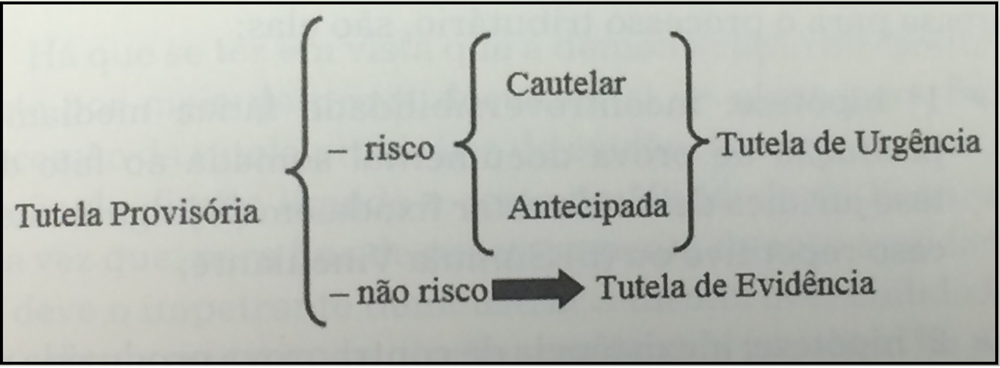 Cautelar
– risco
Tutela de Urgência
Antecipada
Tutela Provisória
– não risco
Tutela de Evidência